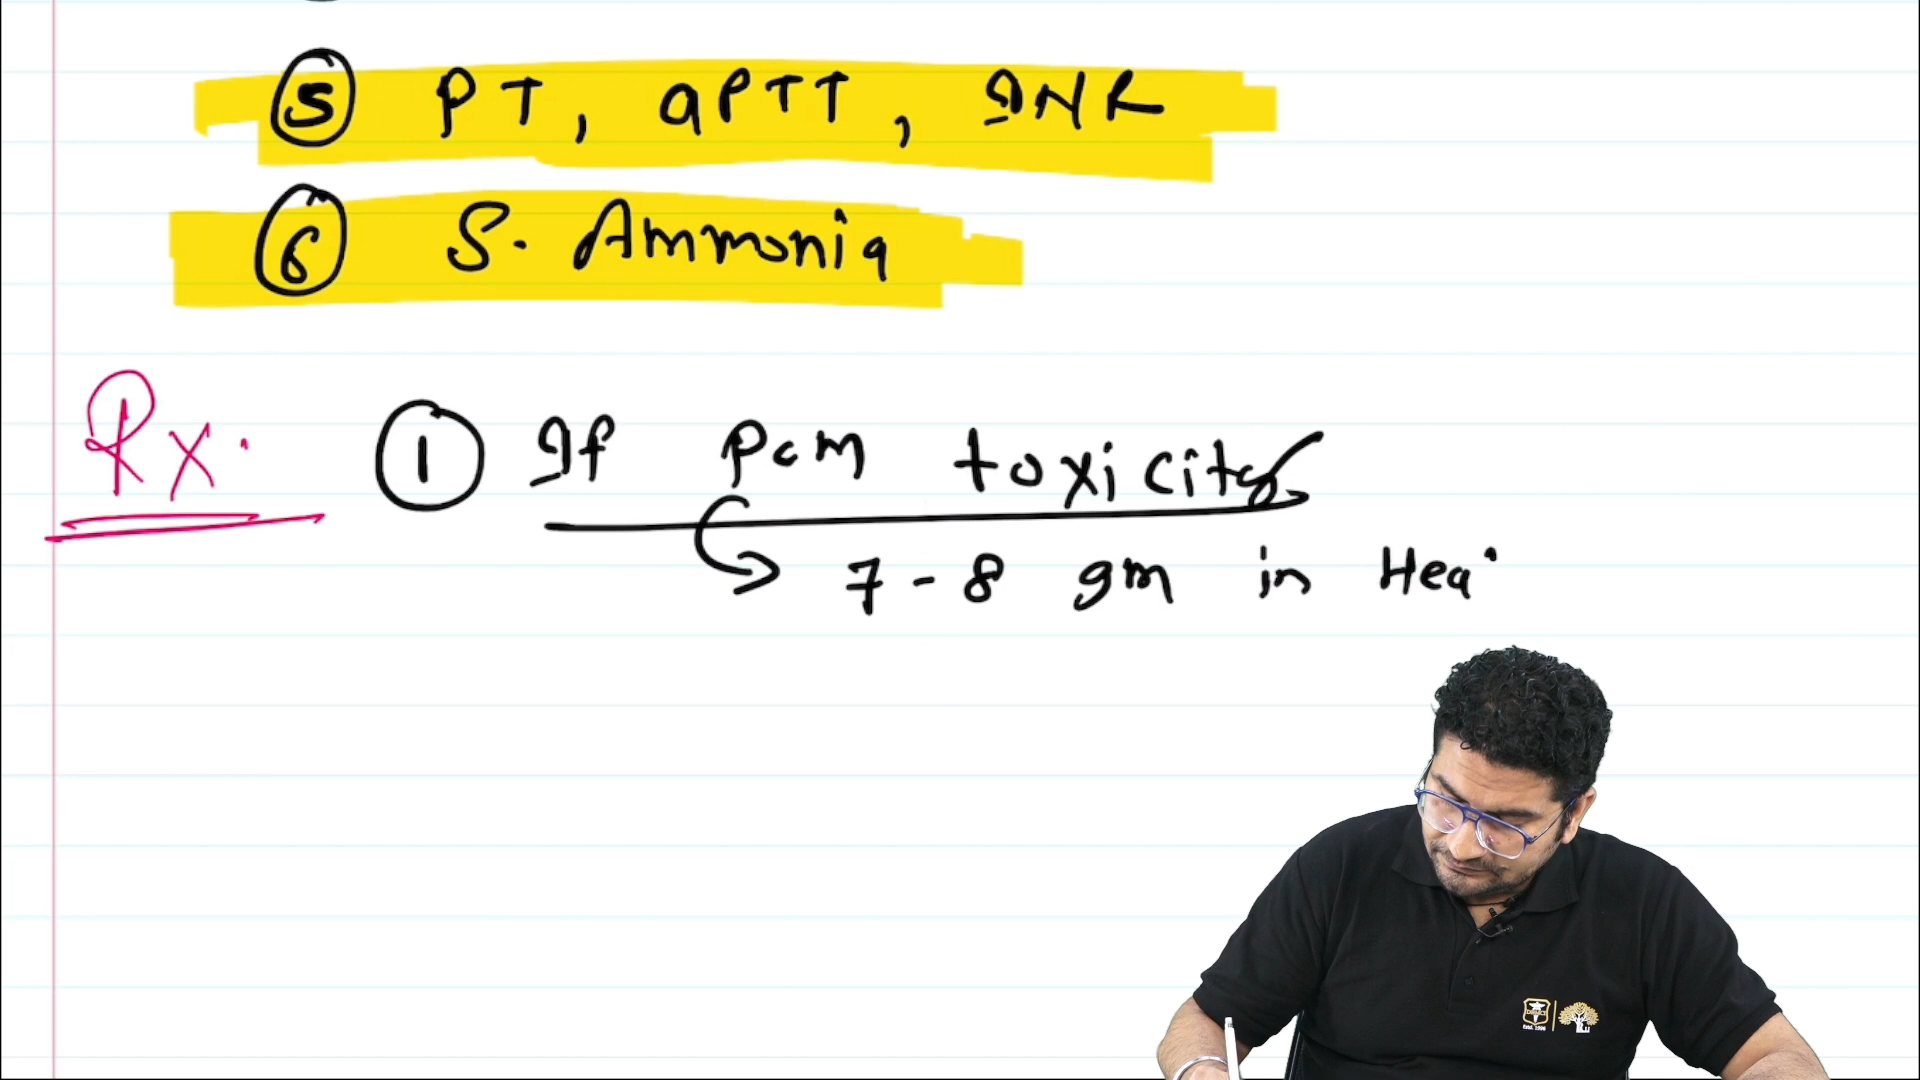 5 PT, aPTT, INR
6 S. Ammonia
Rx. 1 If Pcm toxicity
7-8 gm in Hea